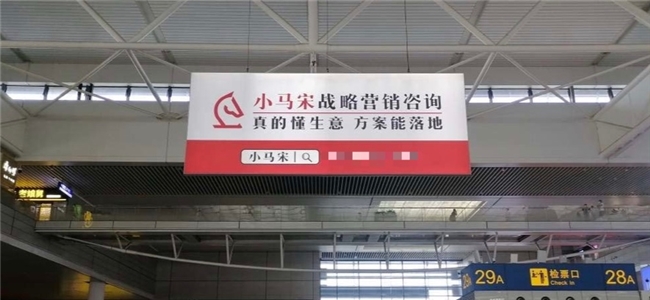 小马宋战略营销咨询
真的懂生意 方案能落地
小马宋
29A 检票口 28A
Check in